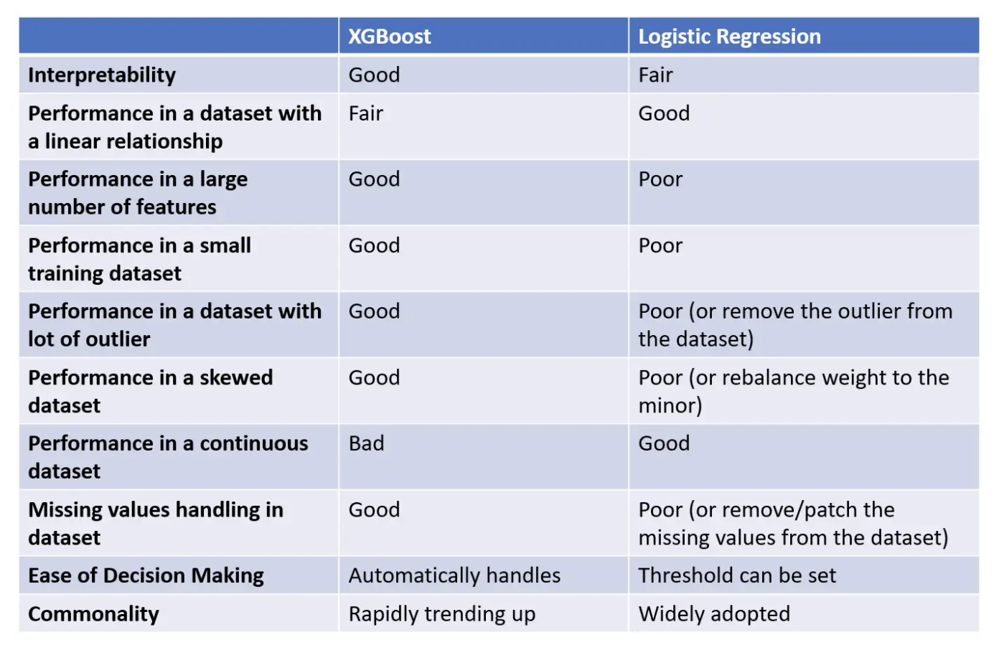 XGBoost
Logistic Regression
Interpretability
Good
Fair
Performance in a dataset with
a linear relationship
Fair
Good
Performance in a large
number of features
Good
Poor
Performance in a small
training dataset
Good
Poor
Performance in a dataset with
lot of outlier
Good
Poor (or remove the outlier from
the dataset)
Performance in a skewed
dataset
Good
Poor (or rebalance weight to the
minor)
Performance in a continuous
dataset
Bad
Good
Missing values handling in
dataset
Good
Poor (or remove/patch the
missing values from the dataset)
Ease of Decision Making
Automatically handles
Threshold can be set
Commonality
Rapidly trending up
Widely adopted